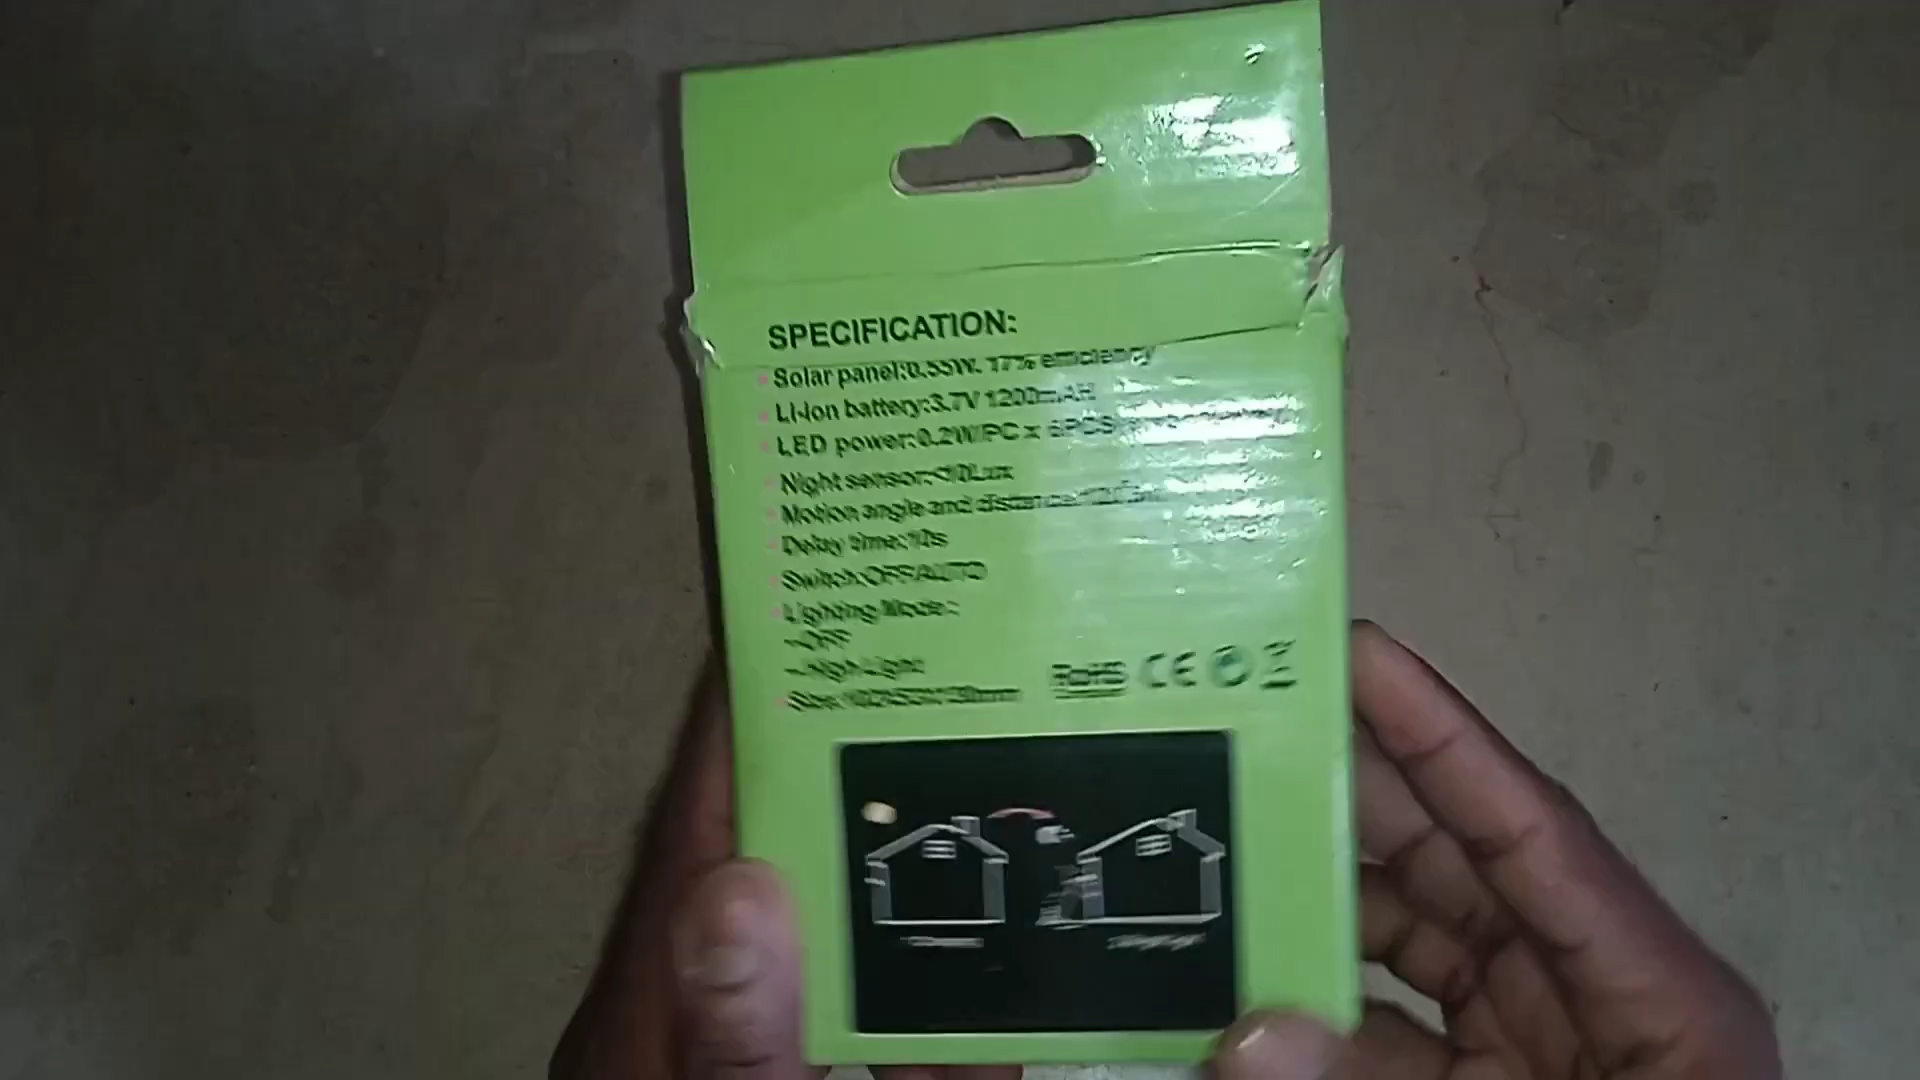 SPECIFICATION:
Solar panel:0.55W. 17% efficiency
Li-ion battery:3.7V 1200mAH
LED power:0.2W/PC x 6PCS
Night sensor:<10Lux
Motion angle and distance:
Delay time:10s
Switch:OFF/AUTO
Lighting Mode:
--OFF
--High Light
RoHS CE
Size: